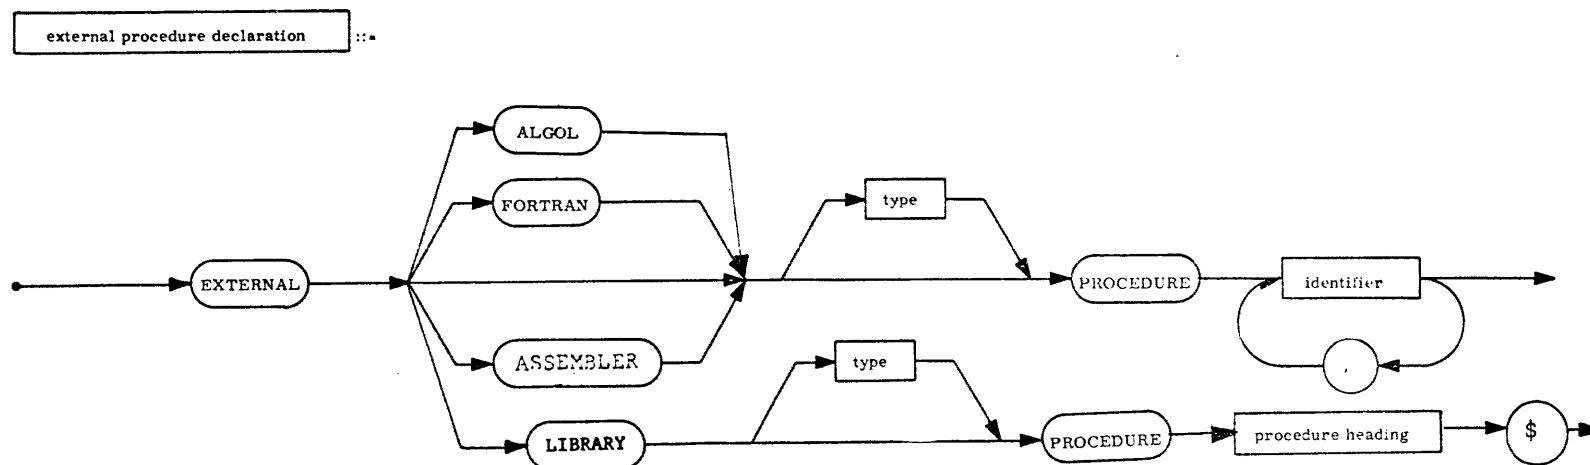 external procedure declaration ::=
ALGOL
FORTRAN
type
EXTERNAL
PROCEDURE
identifier
ASSEMBLER
type
,
LIBRARY
PROCEDURE
procedure heading
$